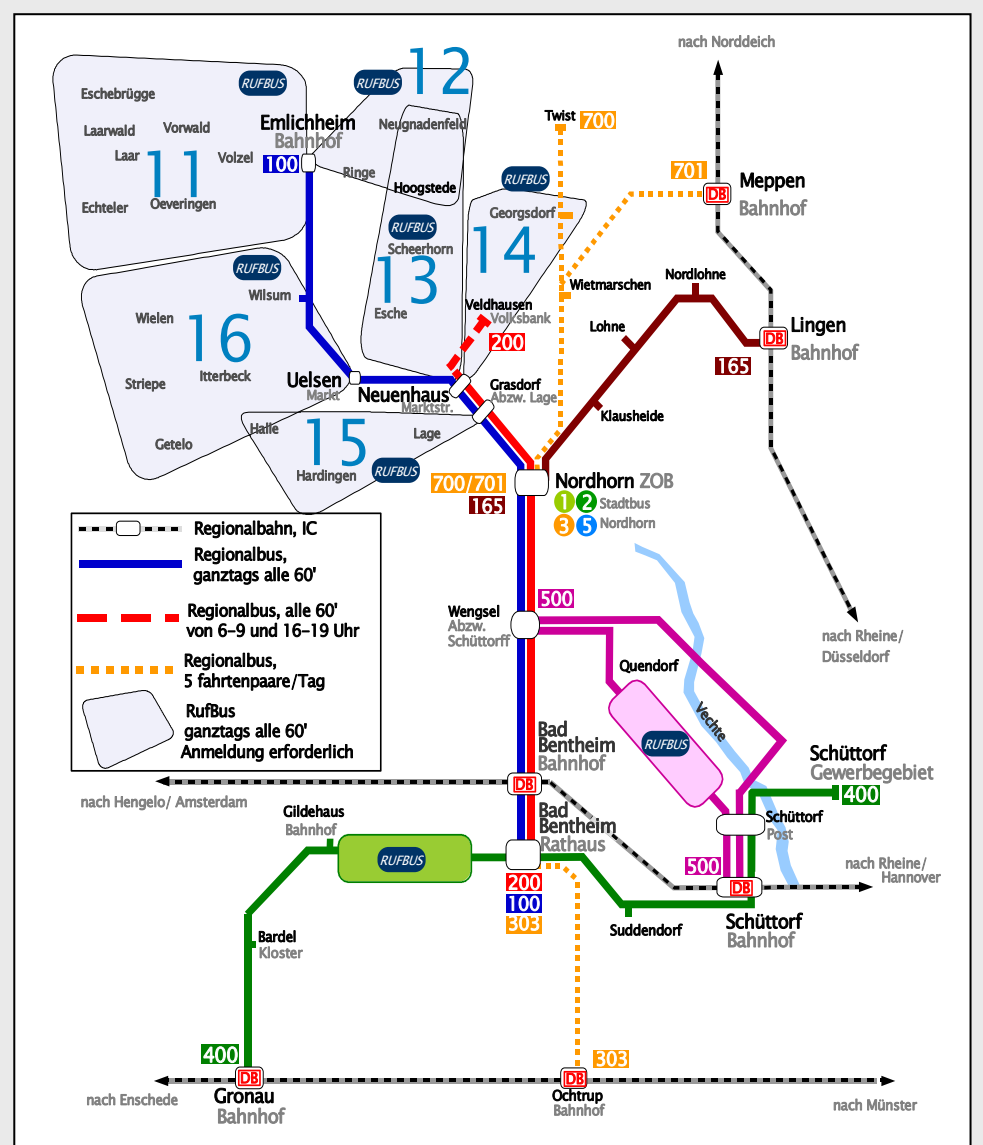 nach Norddeich
RUFBUS
Eschebrügge
Laarwald
Vorwald
Laar
11
Volzel
Echteler
Oeveringen
Emlichheim
Bahnhof
100
RUFBUS
12
Neugnadenfeld
Ringe
Hoogstede
RUFBUS
Scheerhorn
13
Esche
RUFBUS
Georgsdorf
14
Twist 700
701
DB
Meppen
Bahnhof
Wietmarschen
Nordlohne
Lohne
Klausheide
165
DB
Lingen
Bahnhof
Veldhausen
Volksbank
200
RUFBUS
Wilsum
Wielen
16
Itterbeck
Striepe
Getelo
Uelsen
Markt
Neuenhaus
Marktstr.
Grasdorf
Abzw. Lage
Halle
15
Lage
Hardingen
RUFBUS
700/701
165
Nordhorn ZOB
1 2 Stadtbus
3 5 Nordhorn
Regionalbahn, IC
Regionalbus,
ganztags alle 60'
Regionalbus, alle 60'
von 6-9 und 16-19 Uhr
Regionalbus,
5 fahrtenpaare/Tag
RufBus
ganztags alle 60'
Anmeldung erforderlich
500
Wengsel
Abzw.
Schüttorff
Quendorf
RUFBUS
Vechte
nach Rheine/
Düsseldorf
Bad
Bentheim
Bahnhof
DB
nach Hengelo/ Amsterdam
Schüttorf
Gewerbegebiet
400
Schüttorf
Post
Gildehaus
Bahnhof
RUFBUS
Bad
Bentheim
Rathaus
200
100
303
500
DB
Schüttorf
Bahnhof
nach Rheine/
Hannover
Suddendorf
Bardel
Kloster
400
DB
Gronau
Bahnhof
nach Enschede
303
DB
Ochtrup
Bahnhof
nach Münster